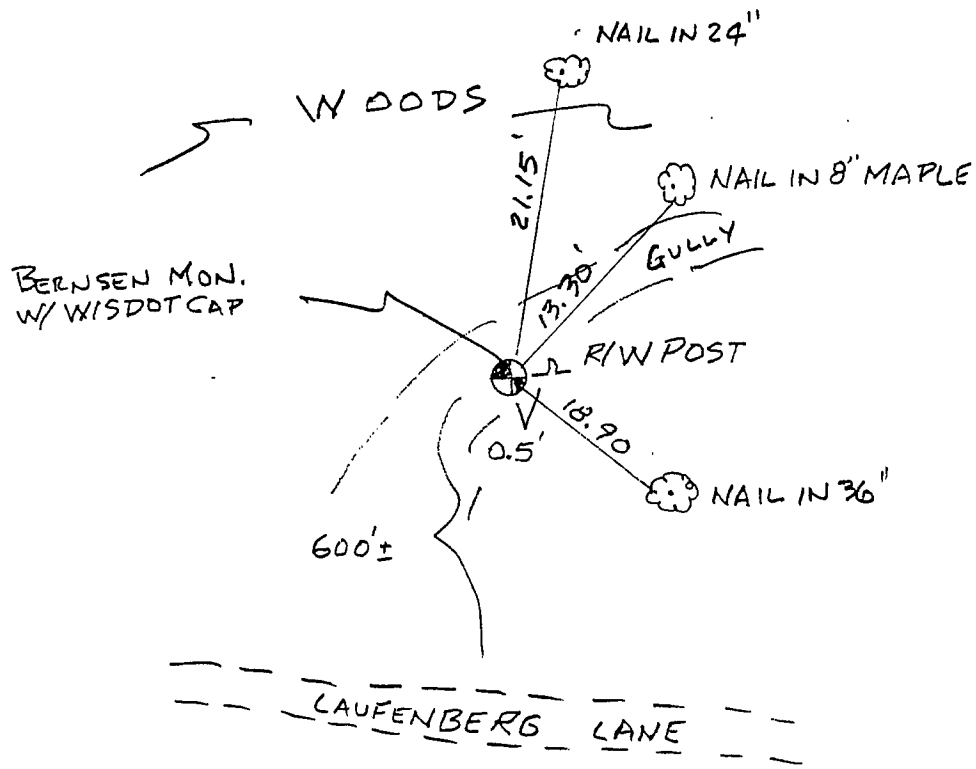 NAIL IN 24"
WOODS
21.15'
NAIL IN 8" MAPLE
GULLY
13.30'
BERNSEN MON.
W/ WISDOT CAP
R/W POST
0.5'
18.90
NAIL IN 36"
600'±
LAUFENBERG LANE